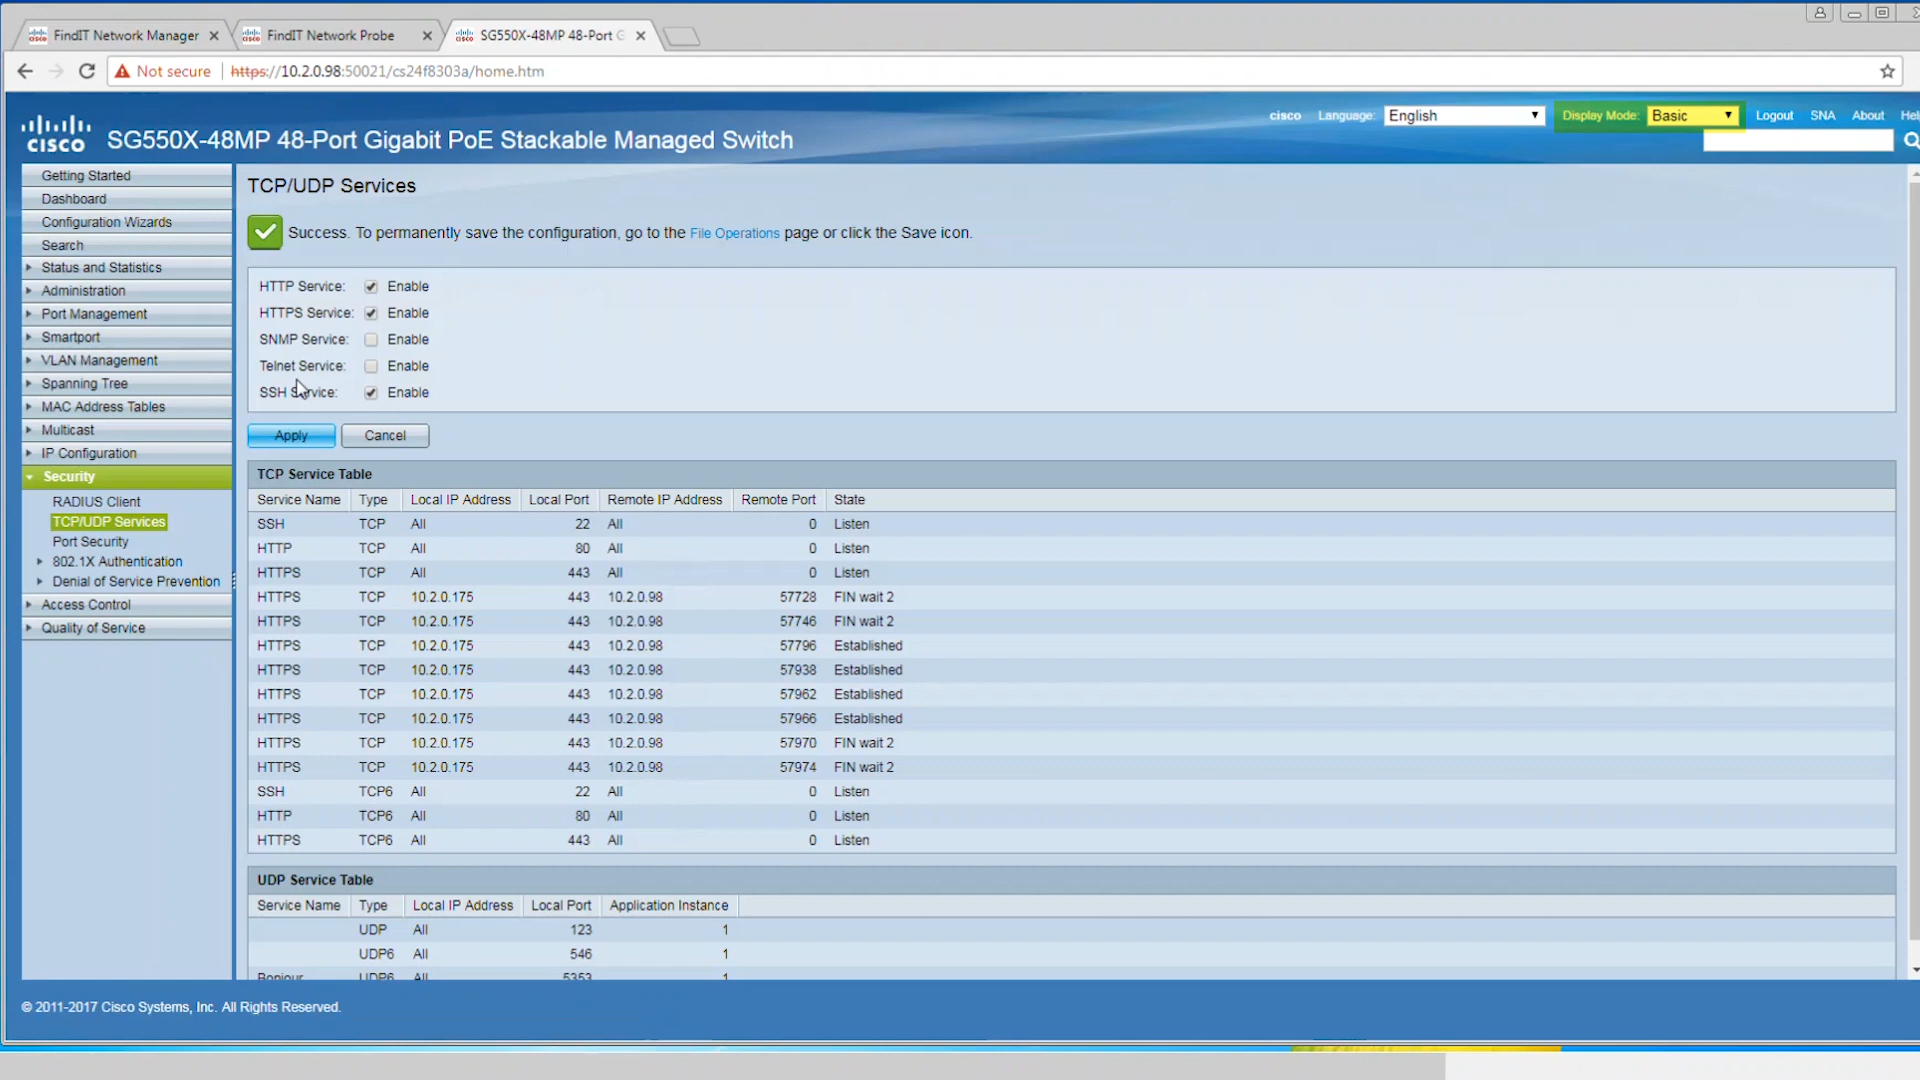 FindIT Network Manager
FindIT Network Probe
SG550X-48MP 48-Port G
Not secure
https://10.2.0.98:50021/cs24f8303a/home.htm
cisco
SG550X-48MP 48-Port Gigabit PoE Stackable Managed Switch
cisco Language: English Display Mode: Basic Logout SNA About Hel
Getting Started
Dashboard
Configuration Wizards
Search
Status and Statistics
Administration
Port Management
Smartport
VLAN Management
Spanning Tree
MAC Address Tables
Multicast
IP Configuration
Security
RADIUS Client
TCP/UDP Services
Port Security
802.1X Authentication
Denial of Service Prevention
Access Control
Quality of Service
TCP/UDP Services
Success. To permanently save the configuration, go to the File Operations page or click the Save icon.
HTTP Service: Enable
HTTPS Service: Enable
SNMP Service: Enable
Telnet Service: Enable
SSH Service: Enable
Apply Cancel
TCP Service Table
Service Name Type Local IP Address Local Port Remote IP Address Remote Port State
SSH TCP All 22 All 0 Listen
HTTP TCP All 80 All 0 Listen
HTTPS TCP All 443 All 0 Listen
HTTPS TCP 10.2.0.175 443 10.2.0.98 57728 FIN wait 2
HTTPS TCP 10.2.0.175 443 10.2.0.98 57746 FIN wait 2
HTTPS TCP 10.2.0.175 443 10.2.0.98 57796 Established
HTTPS TCP 10.2.0.175 443 10.2.0.98 57938 Established
HTTPS TCP 10.2.0.175 443 10.2.0.98 57962 Established
HTTPS TCP 10.2.0.175 443 10.2.0.98 57966 Established
HTTPS TCP 10.2.0.175 443 10.2.0.98 57970 FIN wait 2
HTTPS TCP 10.2.0.175 443 10.2.0.98 57974 FIN wait 2
SSH TCP6 All 22 All 0 Listen
HTTP TCP6 All 80 All 0 Listen
HTTPS TCP6 All 443 All 0 Listen
UDP Service Table
Service Name Type Local IP Address Local Port Application Instance
UDP All 123 1
UDP6 All 546 1
Bonjour UDP6 All 5353 1
© 2011-2017 Cisco Systems, Inc. All Rights Reserved.